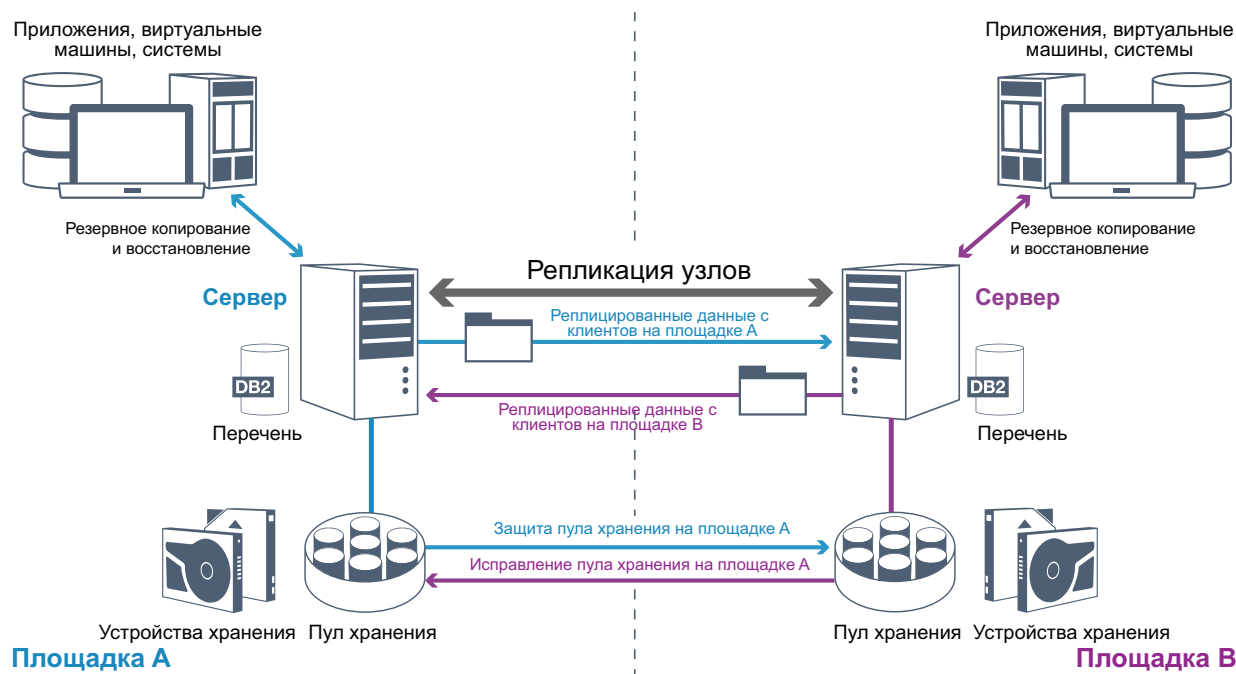 Приложения, виртуальные
машины, системы
Приложения, виртуальные
машины, системы
Резервное копирование
и восстановление
Резервное копирование
и восстановление
Репликация узлов
Сервер
Сервер
Реплицированные данные с
клиентов на площадке А
DB2
Перечень
DB2
Перечень
Реплицированные данные с
клиентов на площадке В
Защита пула хранения на площадке А
Исправление пула хранения на площадке А
Устройства хранения
Пул хранения
Пул хранения
Устройства хранения
Площадка А
Площадка В